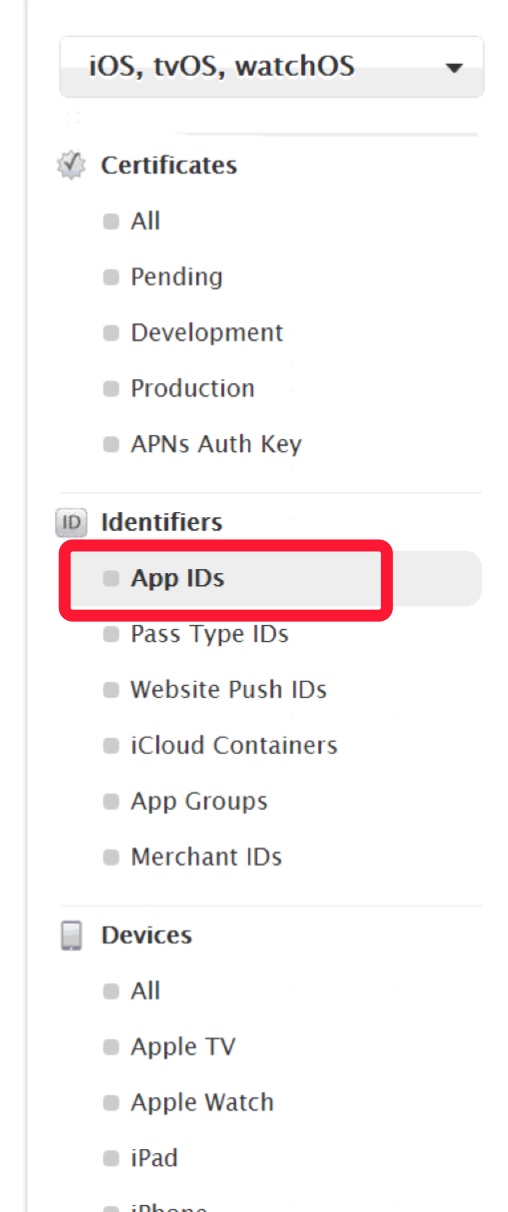 iOS, tvOS, watchOS
Certificates
All
Pending
Development
Production
APNs Auth Key
ID Identifiers
App IDs
Pass Type IDs
Website Push IDs
iCloud Containers
App Groups
Merchant IDs
Devices
All
Apple TV
Apple Watch
iPad
iPhone